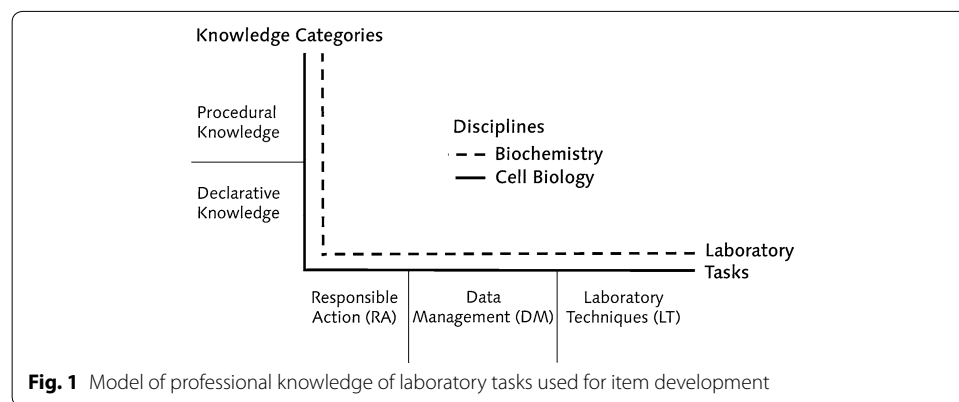 Knowledge Categories
Procedural
Knowledge
Declarative
Knowledge
Disciplines
Biochemistry
Cell Biology
Laboratory
Tasks
Responsible
Action (RA)
Data
Management (DM)
Laboratory
Techniques (LT)
Fig. 1 Model of professional knowledge of laboratory tasks used for item development